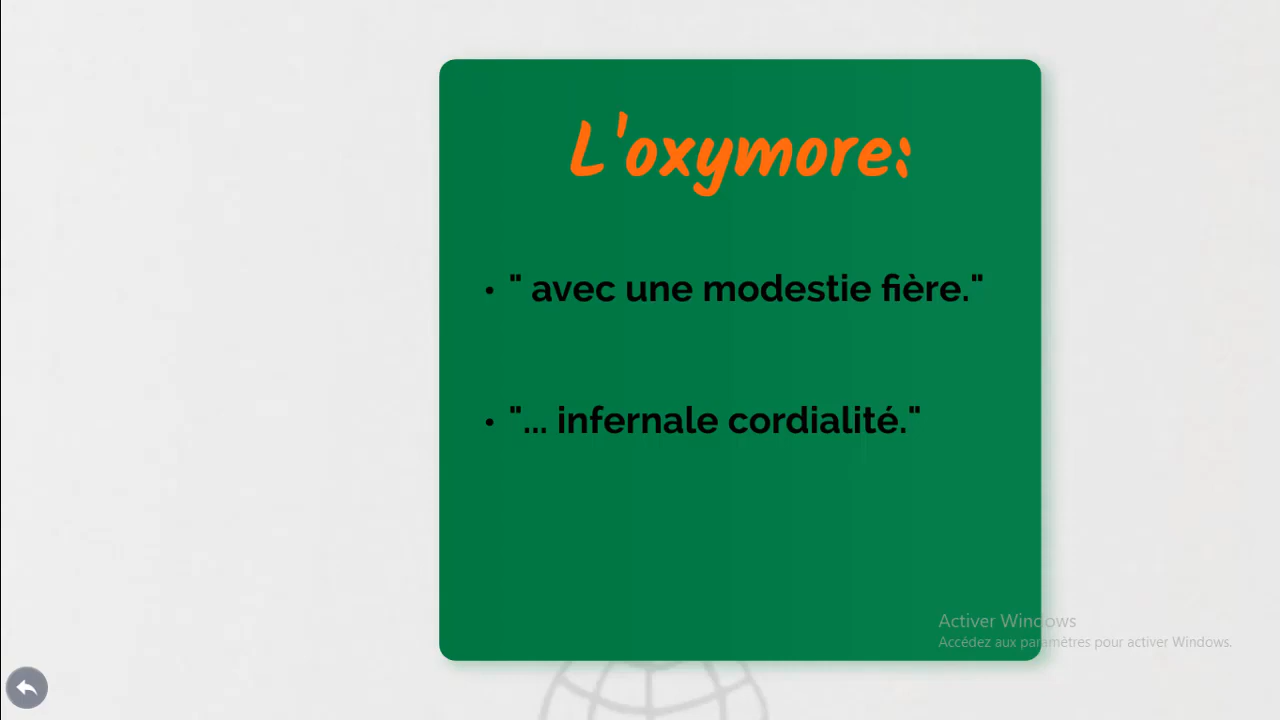 L'oxymore:
• " avec une modestie fière."
• "... infernale cordialité."
Activer Windows
Accédez aux paramètres pour activer Windows.